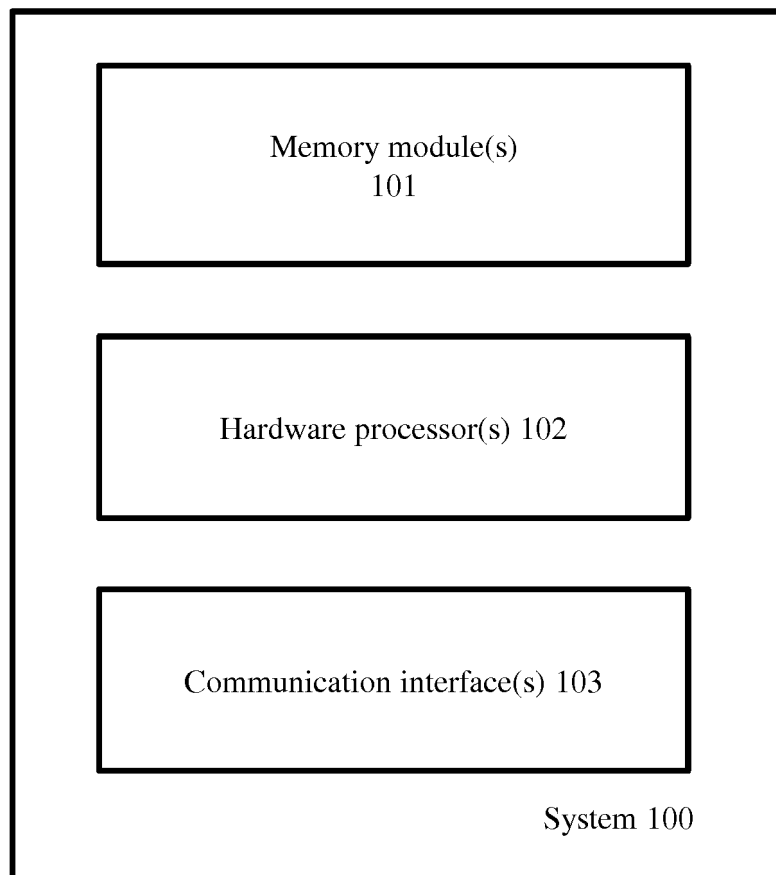 Memory module(s)
101
Hardware processor(s) 102
Communication interface(s) 103
System 100